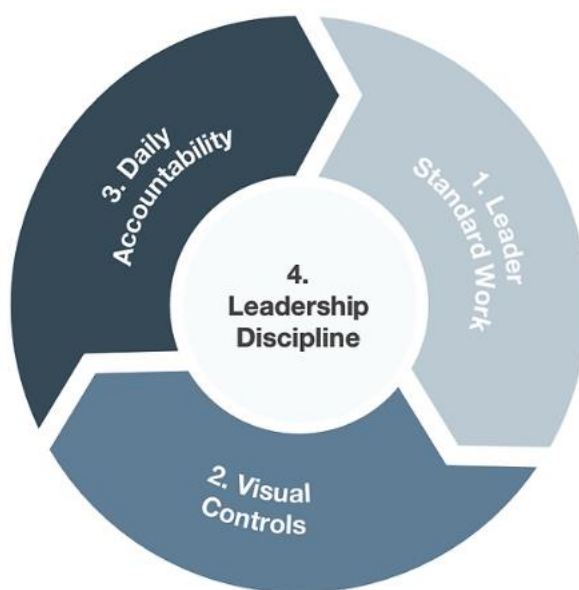 1. Leader
Standard Work
2. Visual
Controls
3. Daily
Accountability
4.
Leadership
Discipline